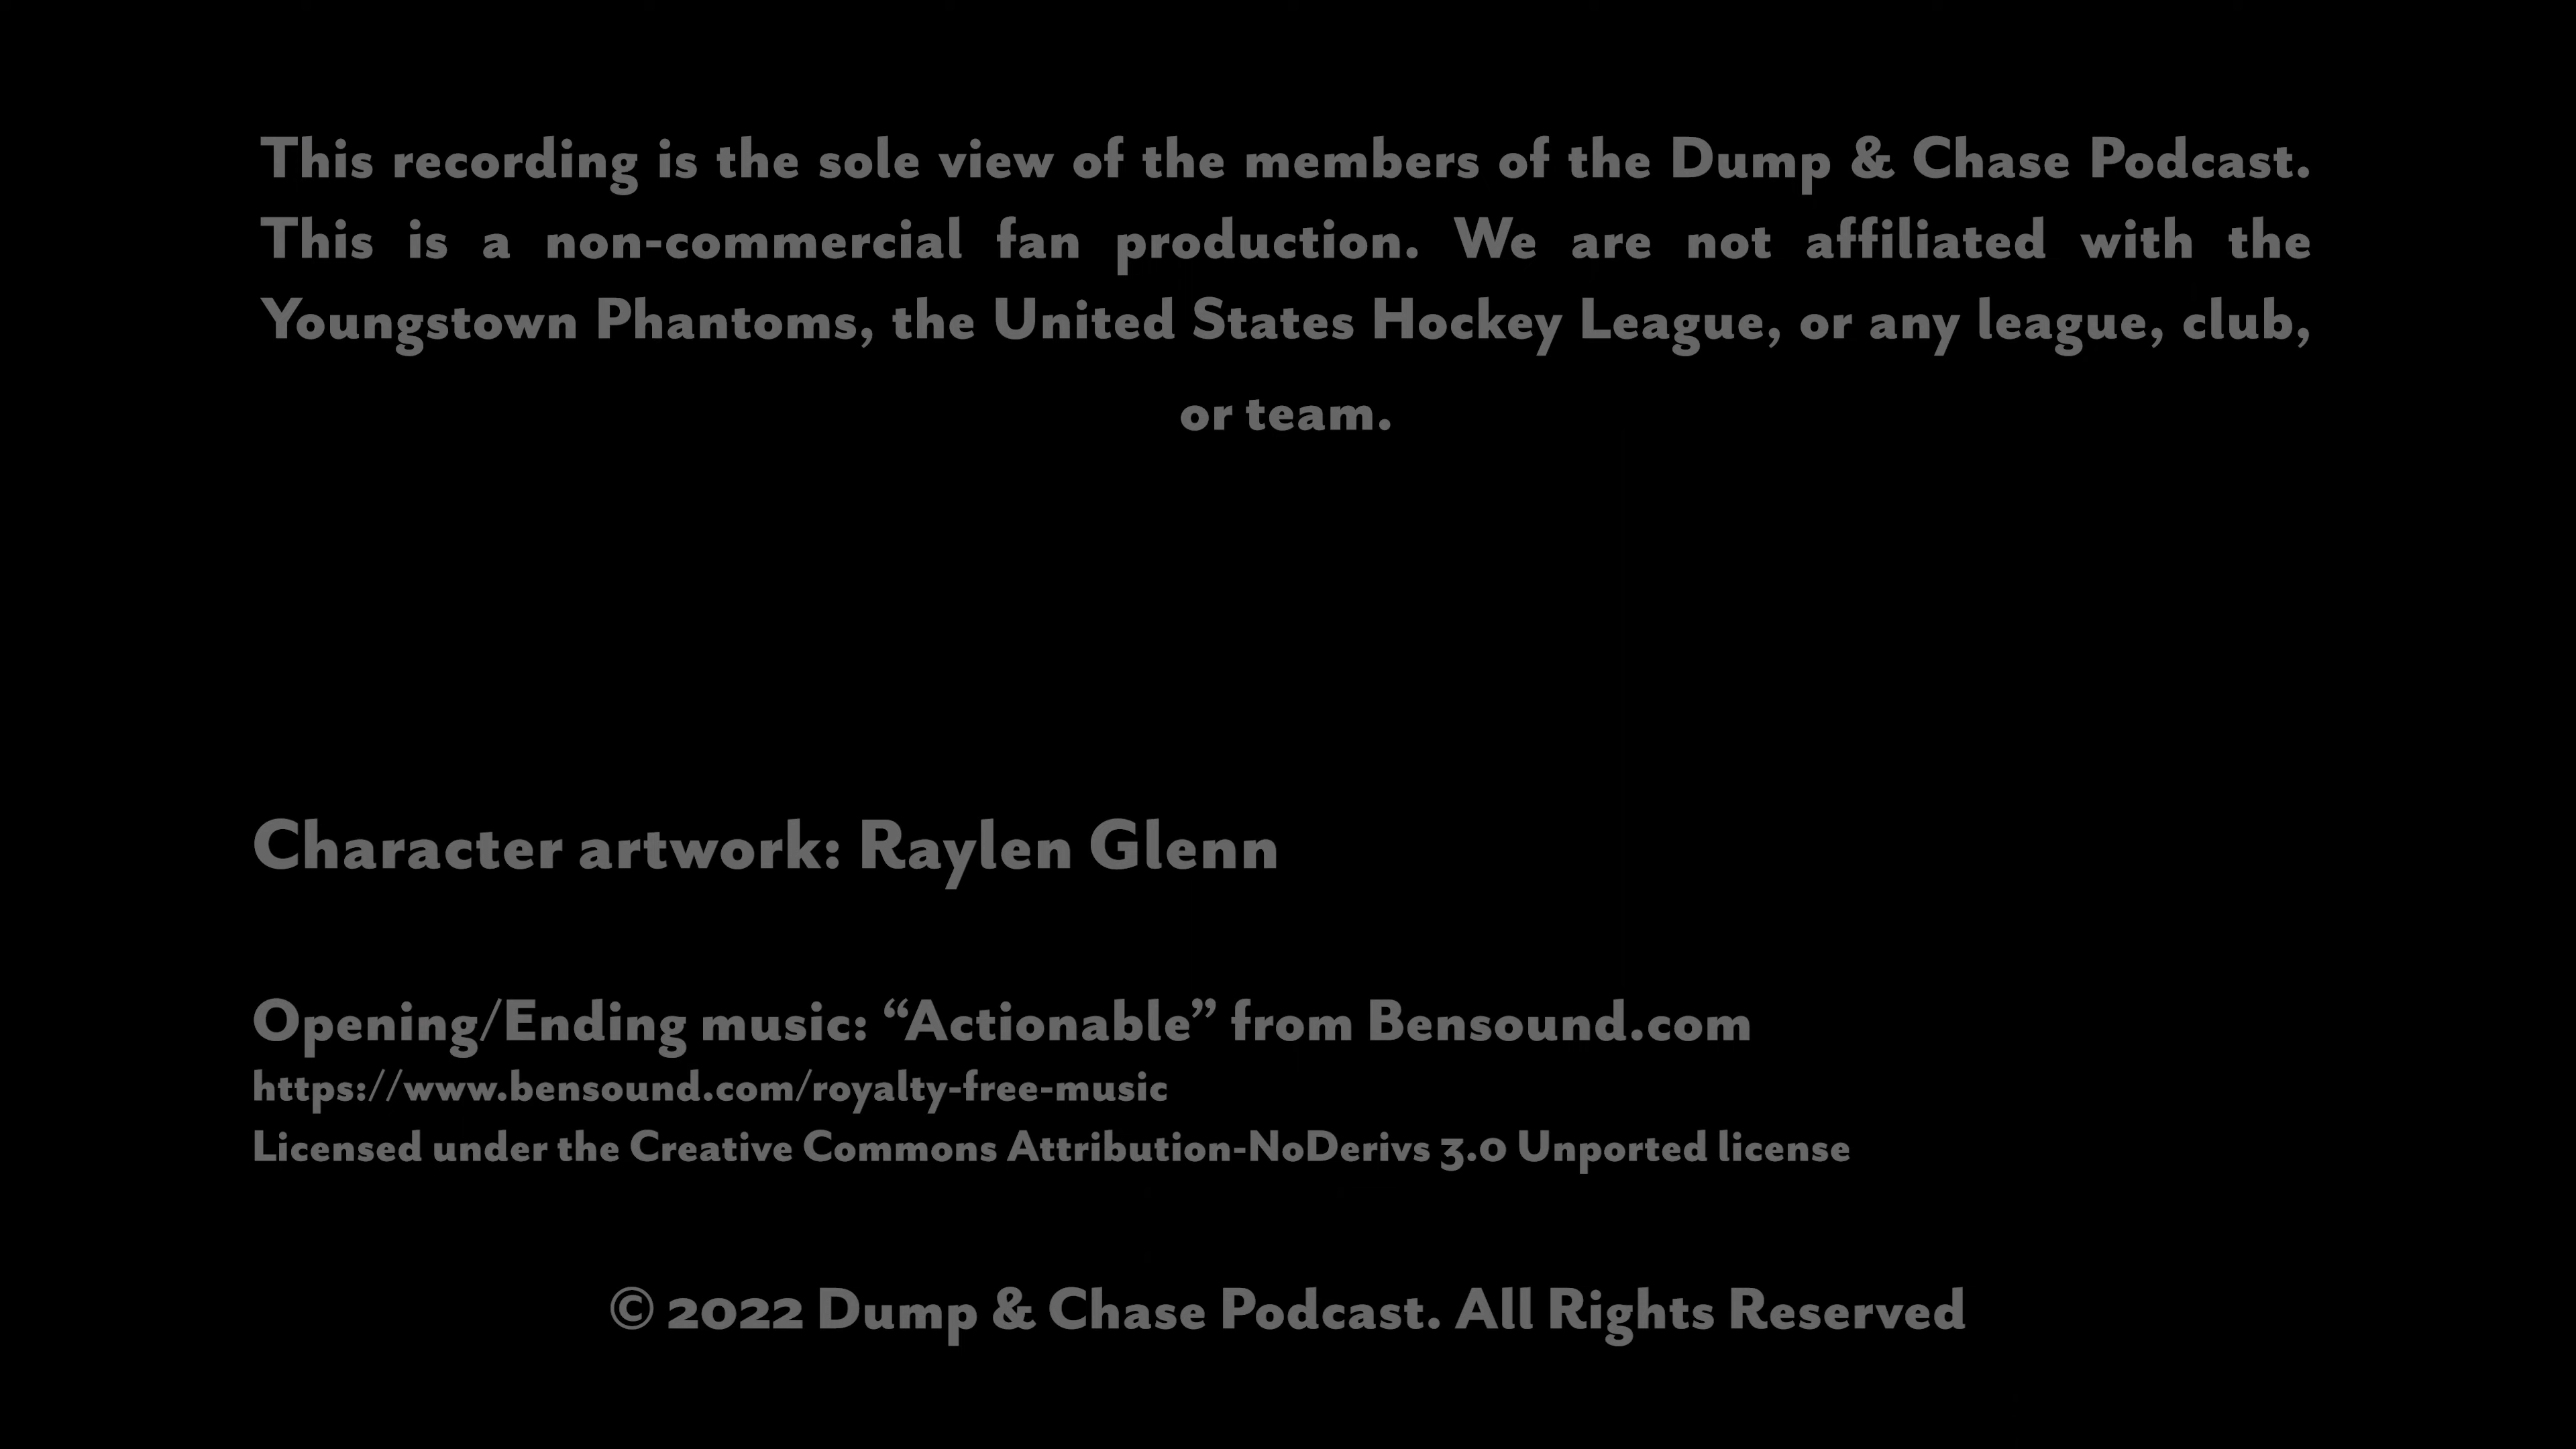 This recording is the sole view of the members of the Dump & Chase Podcast.
This is a non-commercial fan production. We are not affiliated with the
Youngstown Phantoms, the United States Hockey League, or any league, club,
or team.
Character artwork: Raylen Glenn
Opening/Ending music: “Actionable” from Bensound.com
https://www.bensound.com/royalty-free-music
Licensed under the Creative Commons Attribution-NoDerivs 3.0 Unported license
© 2022 Dump & Chase Podcast. All Rights Reserved